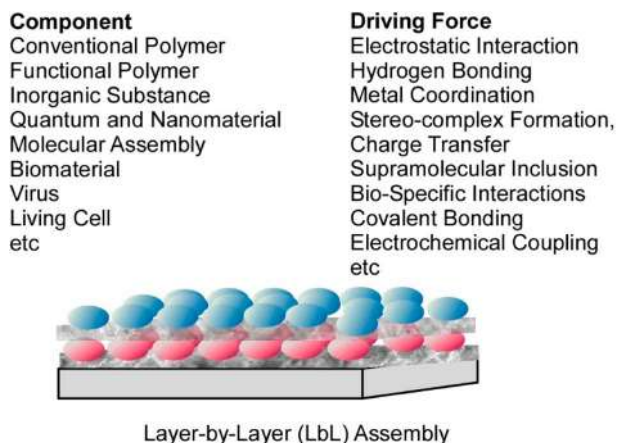 Component
Conventional Polymer
Functional Polymer
Inorganic Substance
Quantum and Nanomaterial
Molecular Assembly
Biomaterial
Virus
Living Cell
etc
Driving Force
Electrostatic Interaction
Hydrogen Bonding
Metal Coordination
Stereo-complex Formation,
Charge Transfer
Supramolecular Inclusion
Bio-Specific Interactions
Covalent Bonding
Electrochemical Coupling
etc
Layer-by-Layer (LbL) Assembly